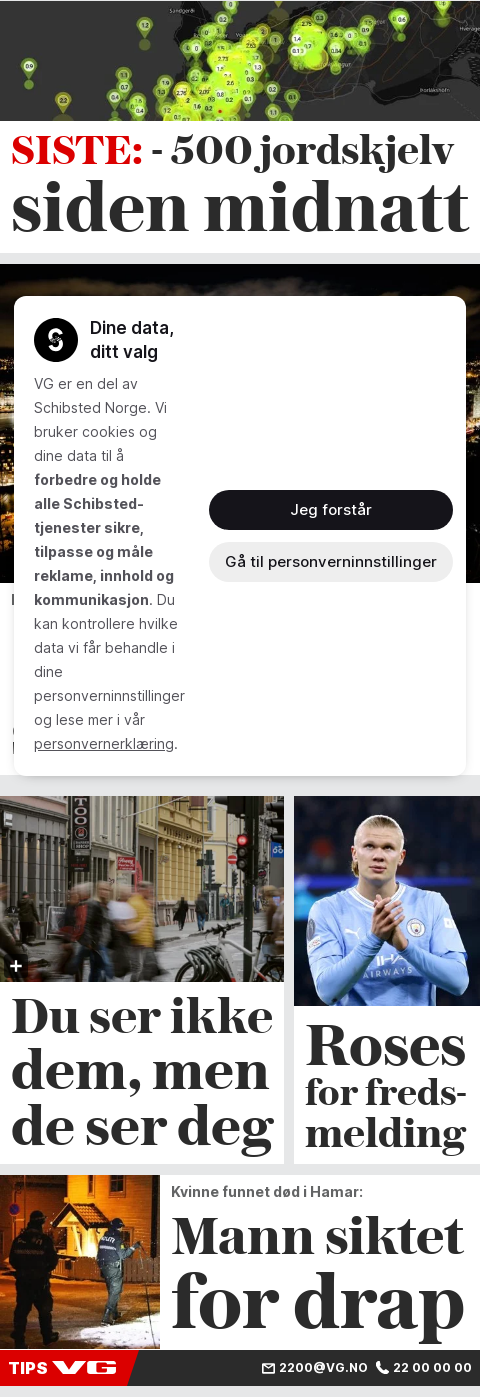 SISTE: - 500 jordskjelv
siden midnatt
Dine data,
ditt valg
VG er en del av
Schibsted Norge. Vi
bruker cookies og
dine data til å
forbedre og holde
alle Schibsted-
tjenester sikre,
tilpasse og måle
reklame, innhold og
kommunikasjon. Du
kan kontrollere hvilke
data vi får behandle i
dine
personverninnstillinger
og lese mer i vår
personvernerklæring.
Jeg forstår
Gå til personverninnstillinger
Du ser ikke
dem, men
de ser deg
Roses
for freds-
melding
Kvinne funnet død i Hamar:
Mann siktet
for drap
TIPS VG
2200@VG.NO
22 00 00 00